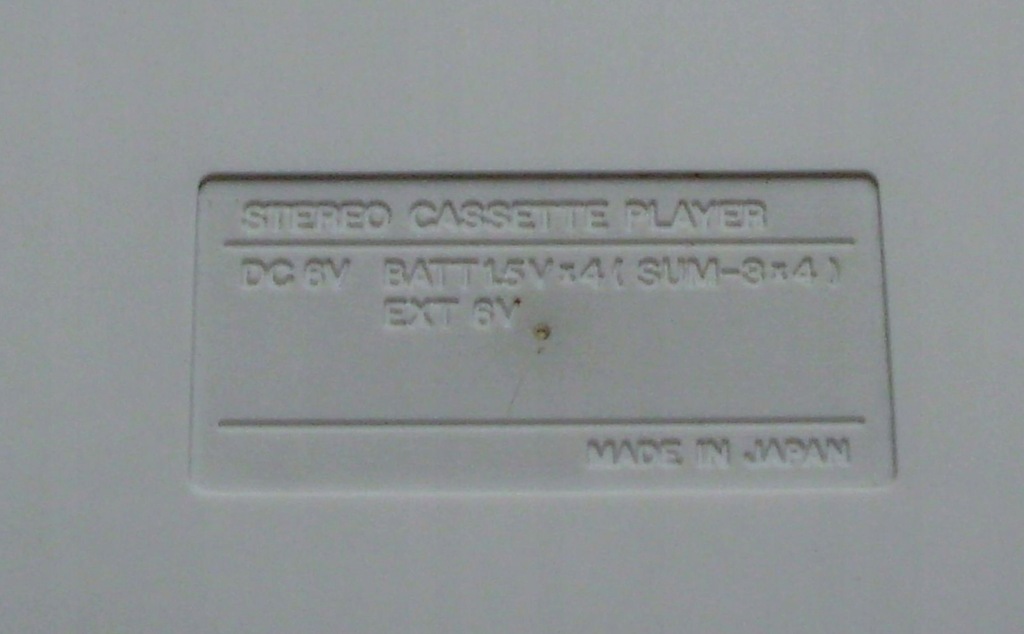 STEREO CASSETTE PLAYER
DC 6V BATT 1.5V×4 ( SUM-3×4 )
EXT 6V
MADE IN JAPAN